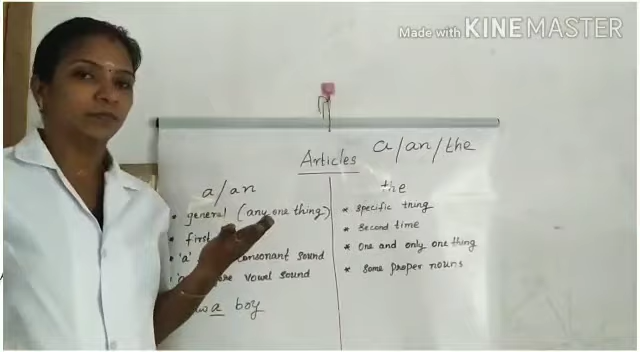 Made with KINEMASTER
Articles a/an/the
a/an
* general (any one thing)
* first
* 'a' consonant sound
vowel sound
a boy
the
* specific thing
* second time
* one and only one thing
* some proper nouns